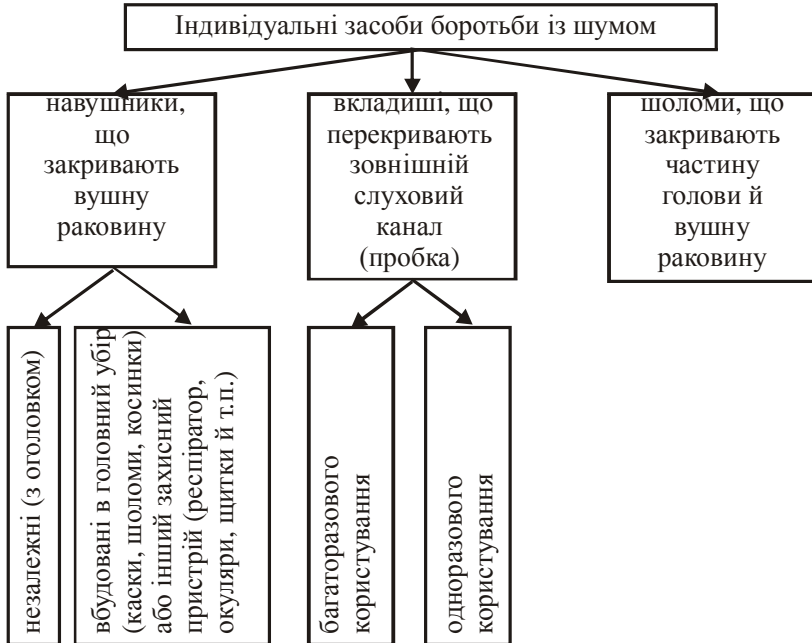 Індивідуальні засоби боротьби із шумом
навушники,
що
закривають
вушну
раковину
вкладиші, що
перекривають
зовнішній
слуховий
канал
(пробка)
шоломи, що
закривають
частину
голови й
вушну
раковину
незалежні (з оголовком)
вбудовані в головний убір
(каски, шоломи, косинки)
або інший захисний
пристрій (респіратор,
окуляри, щитки й т.п.)
багаторазового
користування
одноразового
користування